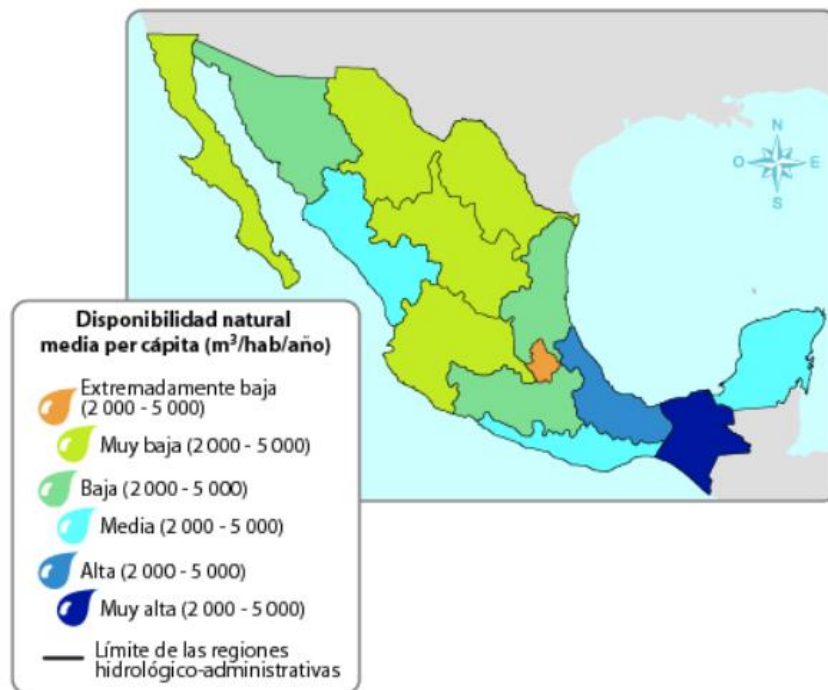 N
O
E
S
Disponibilidad natural
media per cápita (m³/hab/año)
Extremadamente baja
(2 000 - 5 000)
Muy baja (2 000 - 5 000)
Baja (2 000 - 5 000)
Media (2 000 - 5 000)
Alta (2 000 - 5 000)
Muy alta (2 000 - 5 000)
Límite de las regiones
hidrológico-administrativas